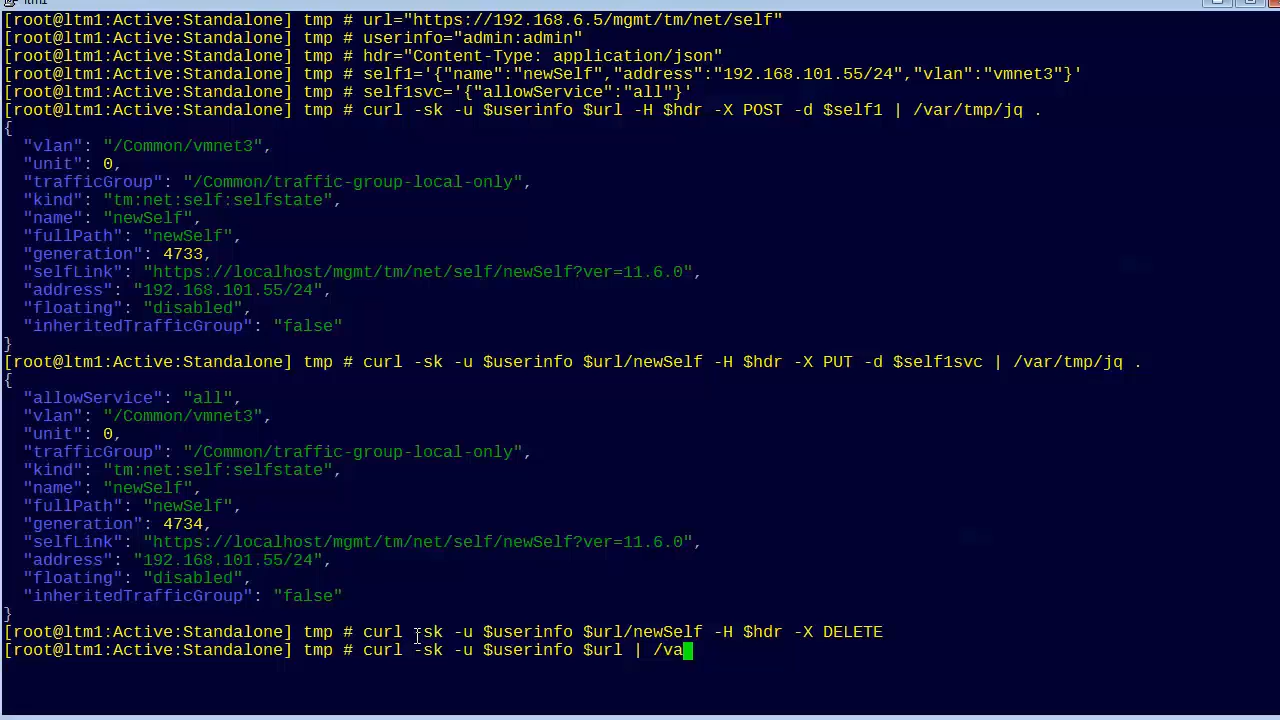 ltm1
[root@ltm1:Active:Standalone] tmp # url="https://192.168.6.5/mgmt/tm/net/self"
[root@ltm1:Active:Standalone] tmp # userinfo="admin:admin"
[root@ltm1:Active:Standalone] tmp # hdr="Content-Type: application/json"
[root@ltm1:Active:Standalone] tmp # self1='{"name":"newSelf","address":"192.168.101.55/24","vlan":"vmnet3"}'
[root@ltm1:Active:Standalone] tmp # self1svc='{"allowService":"all"}'
[root@ltm1:Active:Standalone] tmp # curl -sk -u $userinfo $url -H $hdr -X POST -d $self1 | /var/tmp/jq .
{
  "vlan": "/Common/vmnet3",
  "unit": 0,
  "trafficGroup": "/Common/traffic-group-local-only",
  "kind": "tm:net:self:selfstate",
  "name": "newSelf",
  "fullPath": "newSelf",
  "generation": 4733,
  "selfLink": "https://localhost/mgmt/tm/net/self/newSelf?ver=11.6.0",
  "address": "192.168.101.55/24",
  "floating": "disabled",
  "inheritedTrafficGroup": "false"
}
[root@ltm1:Active:Standalone] tmp # curl -sk -u $userinfo $url/newSelf -H $hdr -X PUT -d $self1svc | /var/tmp/jq .
{
  "allowService": "all",
  "vlan": "/Common/vmnet3",
  "unit": 0,
  "trafficGroup": "/Common/traffic-group-local-only",
  "kind": "tm:net:self:selfstate",
  "name": "newSelf",
  "fullPath": "newSelf",
  "generation": 4734,
  "selfLink": "https://localhost/mgmt/tm/net/self/newSelf?ver=11.6.0",
  "address": "192.168.101.55/24",
  "floating": "disabled",
  "inheritedTrafficGroup": "false"
}
[root@ltm1:Active:Standalone] tmp # curl -sk -u $userinfo $url/newSelf -H $hdr -X DELETE
[root@ltm1:Active:Standalone] tmp # curl -sk -u $userinfo $url | /va